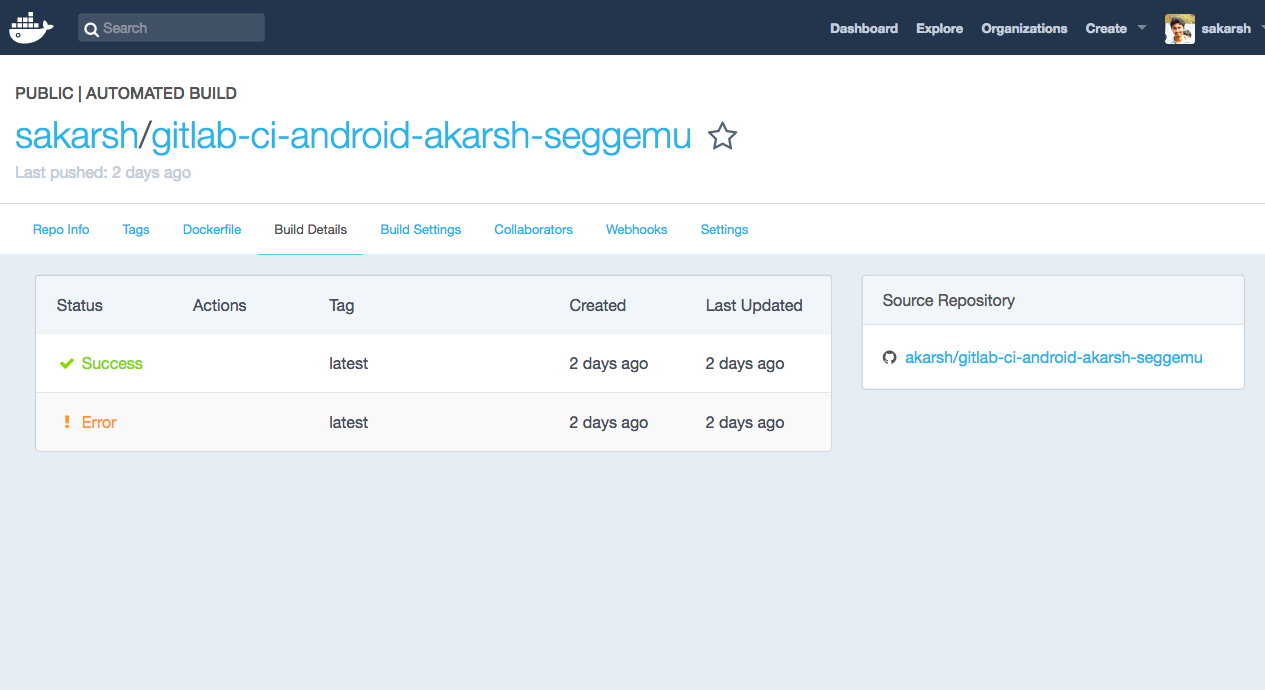 Search
Dashboard Explore Organizations Create sakarsh
PUBLIC | AUTOMATED BUILD
sakarsh/gitlab-ci-android-akarsh-seggemu
Last pushed: 2 days ago
Repo Info Tags Dockerfile Build Details Build Settings Collaborators Webhooks Settings
Status Actions Tag Created Last Updated
Success latest 2 days ago 2 days ago
Error latest 2 days ago 2 days ago
Source Repository
akarsh/gitlab-ci-android-akarsh-seggemu